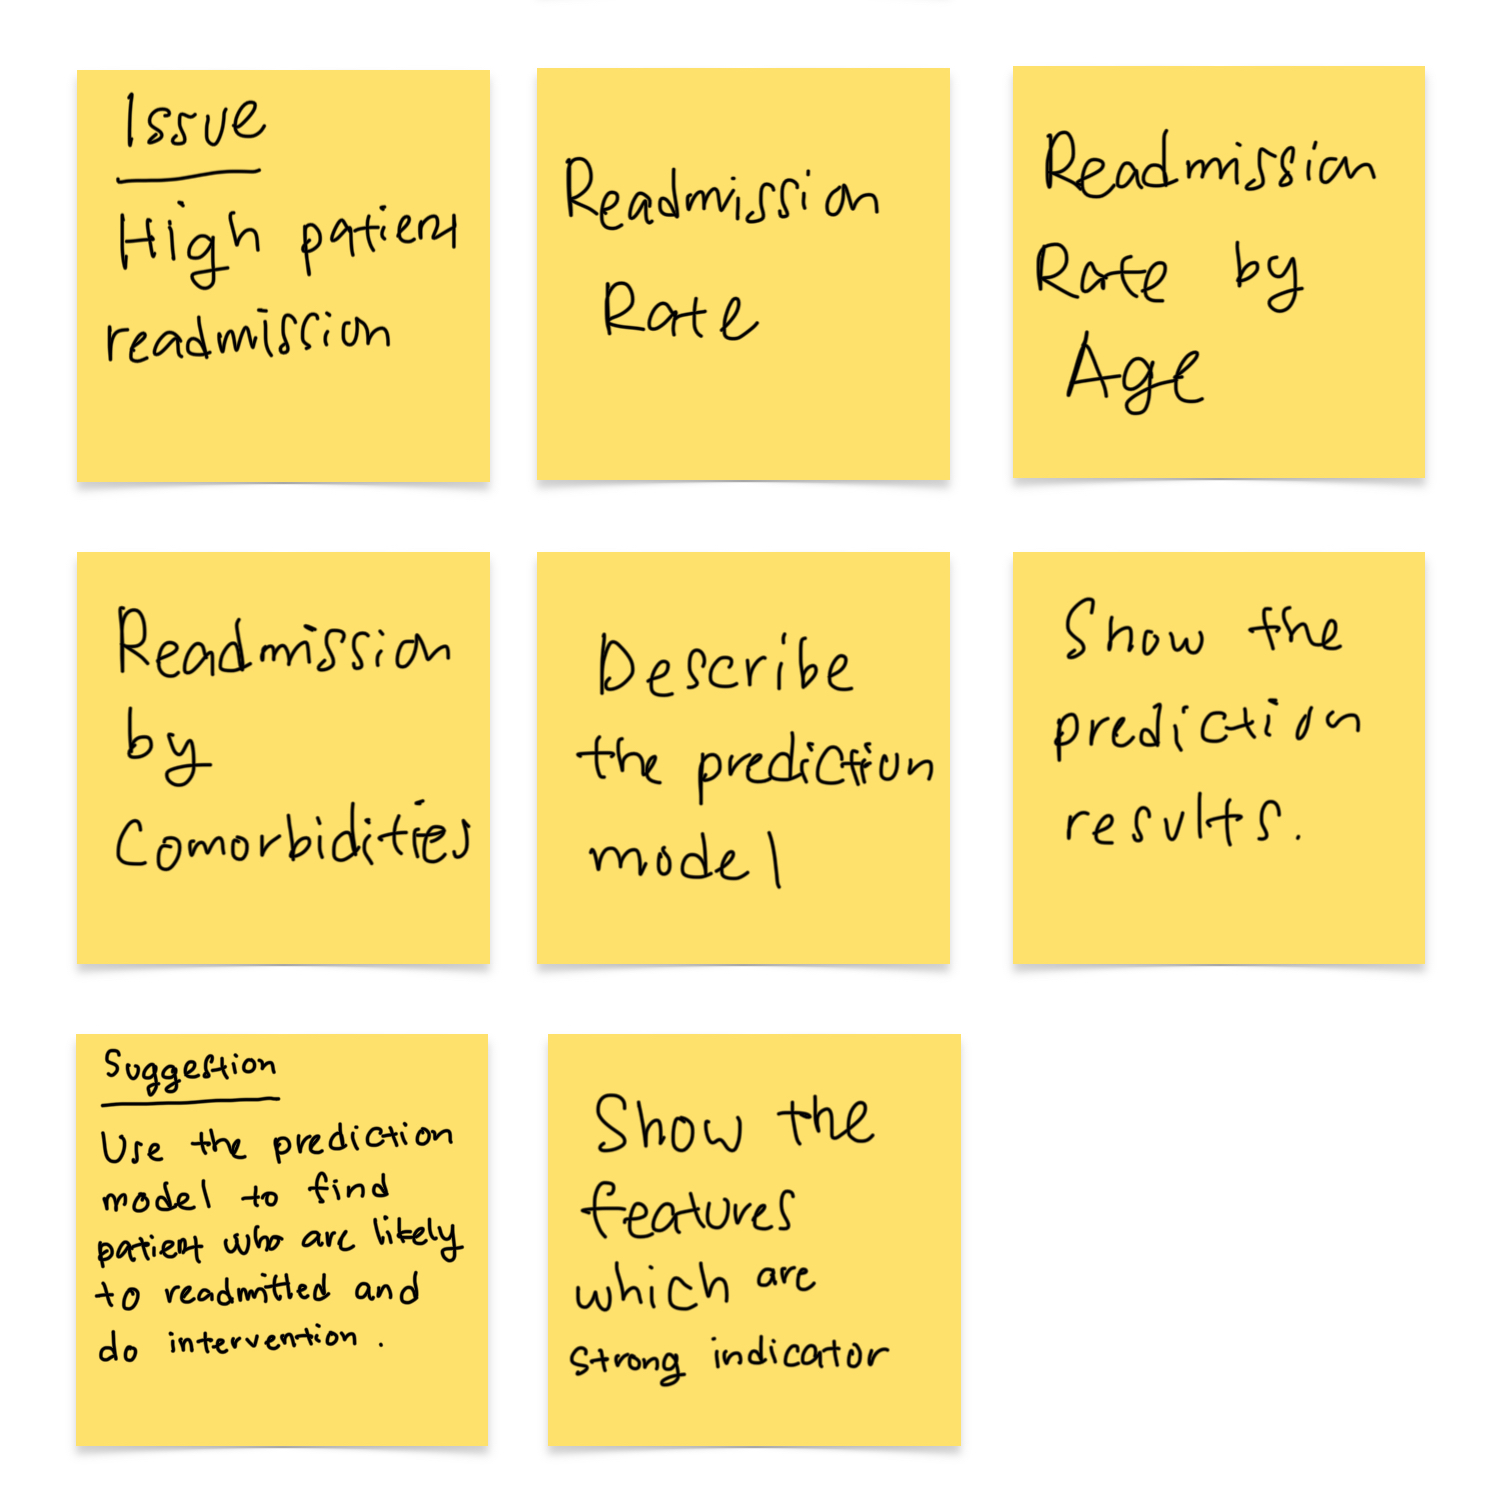 Issue
High patient
readmission
Readmission
Rate
Readmission
Rate by
Age
Readmission
by
Comorbidities
Describe
the prediction
model
Show the
prediction
results.
Suggestion
Use the prediction
model to find
patient who are likely
to readmitted and
do intervention.
Show the
features
which are
strong indicator